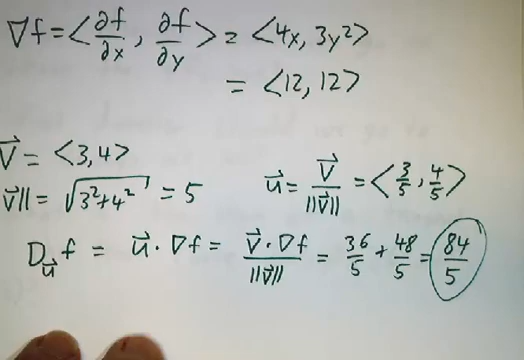 ∇f = <∂f/∂x, ∂f/∂y> = <4x, 3y²>
= <12, 12>
V⃗ = <3,4>
V⃗|| = √3²+4² = 5
u⃗ = V⃗/||V⃗|| = <3/5, 4/5>
D_u⃗ f = u⃗ · ∇f = V⃗ · ∇f/||V⃗|| = 36/5 + 48/5 = 84/5